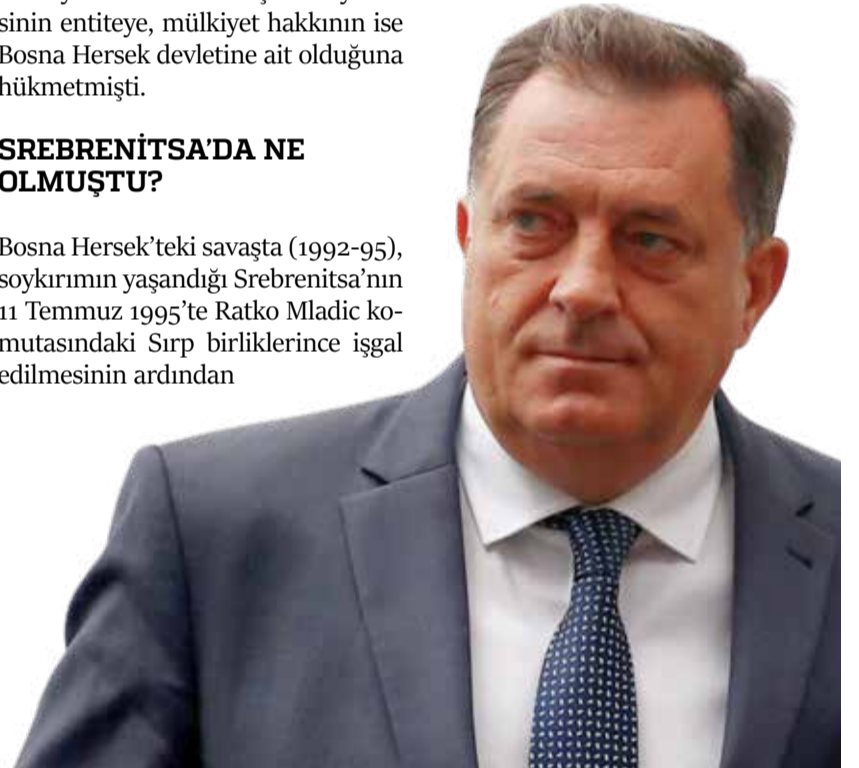 sinin entiteye, mülkiyet hakkının ise
Bosna Hersek devletine ait olduğuna
hükmetmişti.
SREBRENİTSA’DA NE
OLMUŞTU?
Bosna Hersek’teki savaşta (1992-95),
soykırımın yaşandığı Srebrenitsa’nın
11 Temmuz 1995’te Ratko Mladic ko-
mutasındaki Sırp birliklerince işgal
edilmesinin ardından